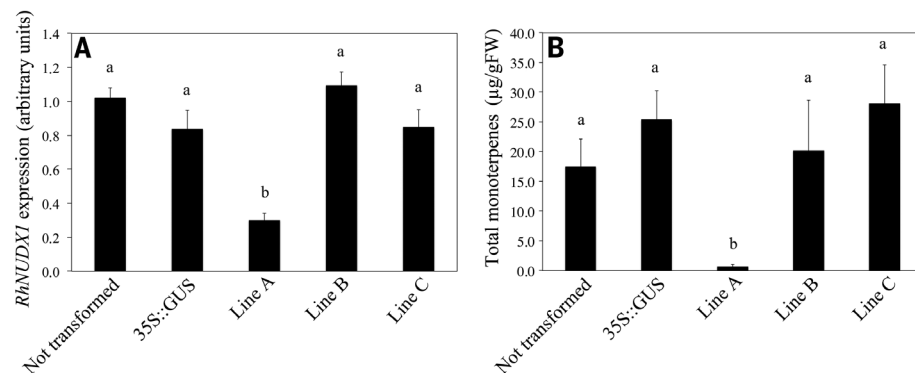 A
RhNUDX1 expression (arbitrary units)
1.4
1.2
1.0
0.8
0.6
0.4
0.2
0.0
a
a
b
a
a
Not transformed
35S::GUS
Line A
Line B
Line C
B
Total monoterpenes (µg/gFW)
40.0
35.0
30.0
25.0
20.0
15.0
10.0
5.0
0.0
a
a
b
a
a
Not transformed
35S::GUS
Line A
Line B
Line C